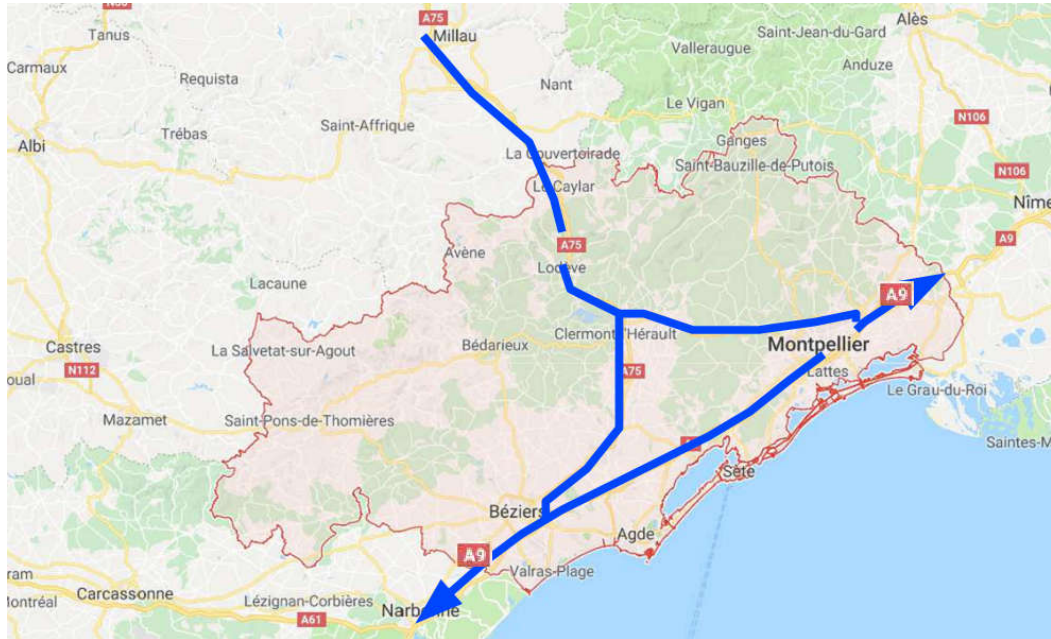 A75
Millau
Tanus
Saint-Jean-du-Gard
Alès
Valleraugue
Anduze
Carmaux
Requista
Nant
Le Vigan
Trébas
Saint-Affrique
N106
Albi
Ganges
La Couvertoirade
Saint-Bauzille-de-Putois
N106
Le Caylar
Nîme
A9
Avène
A75
Lodève
Lacaune
A9
Clermont-l'Hérault
Castres
La Salvetat-sur-Agout
Bédarieux
Montpellier
N112
A75
Lattes
Le Grau-du-Roi
Mazamet
Saint-Pons-de-Thomières
Saintes-M
Sète
Béziers
Agde
A9
Valras-Plage
Carcassonne
Lézignan-Corbières
Montréal
Narbonne
A61